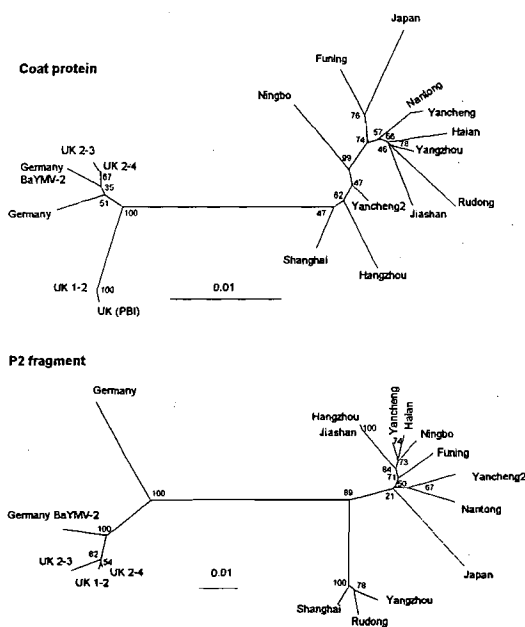 Coat protein
Japan
Funing
Ningbo
76
Nantong
Yancheng
74
57
66
Haian
78
46
Yangzhou
99
Rudong
Jiashan
47
Yancheng2
62
47
Shanghai
Hangzhou
UK 2-3
UK 2-4
67
Germany
BaYMV-2
35
Germany
51
100
UK 1-2
100
UK (PBI)
0.01
P2 fragment
Germany
100
Germany BaYMV-2
100
UK 2-3
62
54
UK 2-4
UK 1-2
0.01
89
Hangzhou
Jiashan
100
Yancheng
Haian
74
Ningbo
73
84
Funing
71
50
Yancheng2
67
21
Nantong
Japan
100
78
Yangzhou
Shanghai
Rudong